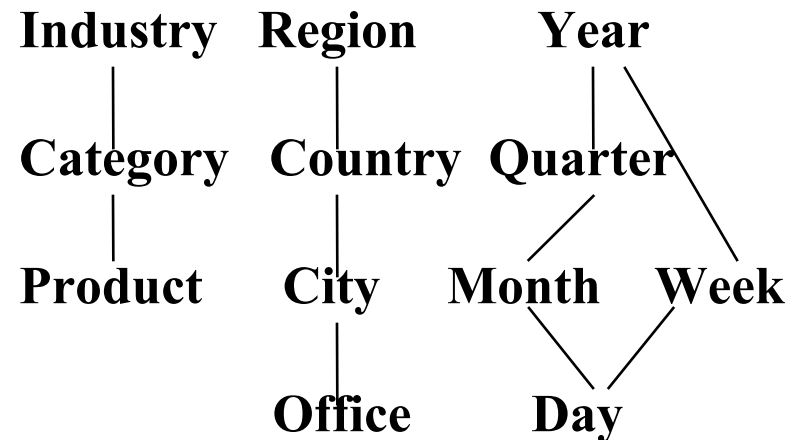 Industry Region Year
Category Country Quarter
Product City Month Week
Office Day